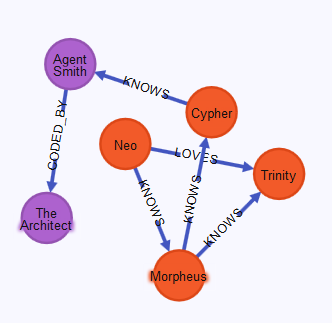 Agent
Smith
KNOWS
Cypher
CODED_BY
Neo
LOVES
Trinity
KNOWS
KNOWS
KNOWS
The
Architect
Morpheus